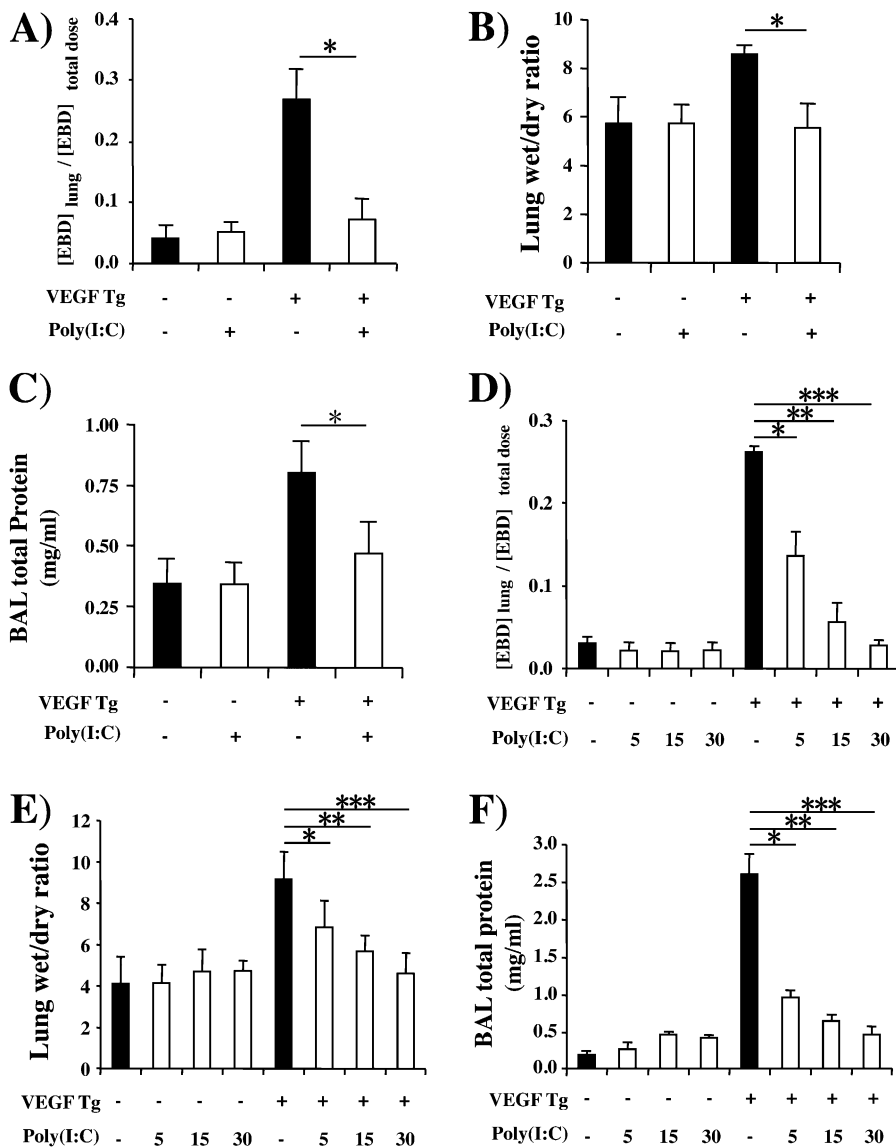 A)
[EBD] lung / [EBD] total dose
0.4
0.3
0.2
0.1
0.0
*
VEGF Tg - - + +
Poly(I:C) - + - +
B)
Lung wet/dry ratio
10
8
6
4
2
0
*
VEGF Tg - - + +
Poly(I:C) - + - +
C)
BAL total Protein
(mg/ml)
1.00
0.75
0.50
0.25
0.00
*
VEGF Tg - - + +
Poly(I:C) - + - +
D)
[EBD] lung / [EBD] total dose
0.3
0.2
0.1
0.0
***
**
*
VEGF Tg - - - - + + + +
Poly(I:C) - 5 15 30 - 5 15 30
E)
Lung wet/dry ratio
12
10
8
6
4
2
0
***
**
*
VEGF Tg - - - - + + + +
Poly(I:C) - 5 15 30 - 5 15 30
F)
BAL total protein
(mg/ml)
3.0
2.5
2.0
1.0
0.5
0.0
***
**
*
VEGF Tg - - - - + + + +
Poly(I:C) - 5 15 30 - 5 15 30